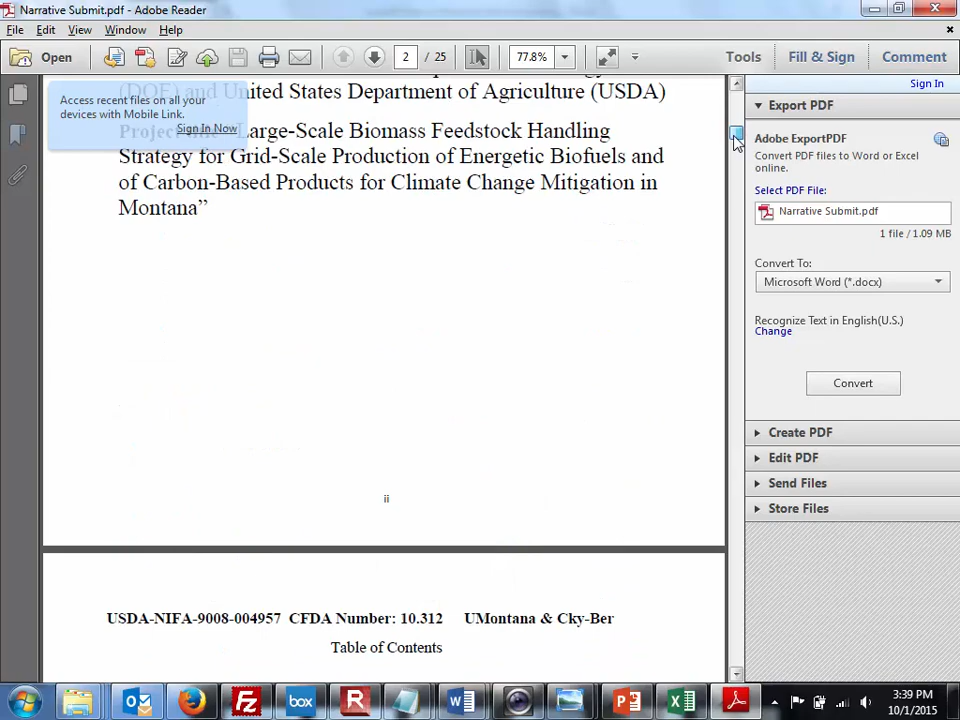 Narrative Submit.pdf - Adobe Reader
File Edit View Window Help
Open 2 / 25 77.8% Tools Fill & Sign Comment
Sign In
Access recent files on all your
devices with Mobile Link.
Sign In Now
and United States Department of Agriculture (USDA)
Large-Scale Biomass Feedstock Handling
Strategy for Grid-Scale Production of Energetic Biofuels and
of Carbon-Based Products for Climate Change Mitigation in
Montana”
ii
USDA-NIFA-9008-004957 CFDA Number: 10.312 UMontana & Cky-Ber
Table of Contents
Export PDF
Adobe ExportPDF
Convert PDF files to Word or Excel
online.
Select PDF File:
Narrative Submit.pdf
1 file / 1.09 MB
Convert To:
Microsoft Word (*.docx)
Recognize Text in English(U.S.)
Change
Convert
Create PDF
Edit PDF
Send Files
Store Files
box
3:39 PM
10/1/2015